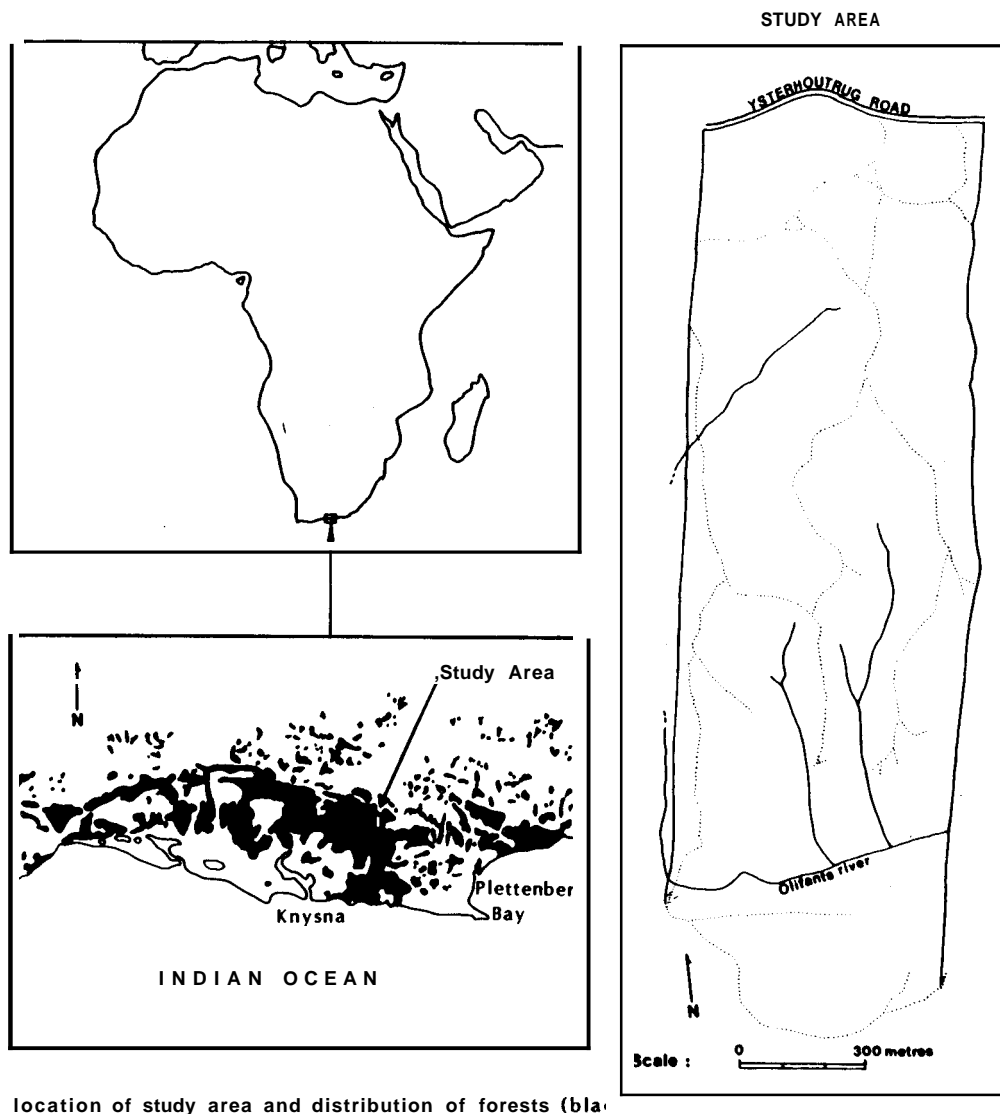 STUDY AREA
YSTERHOUTRUG ROAD
,Study Area
N
Plettenber
Bay
Knysna
INDIAN OCEAN
Olifants river
N
Scale :
0 300 metres
location of study area and distribution of forests (bla